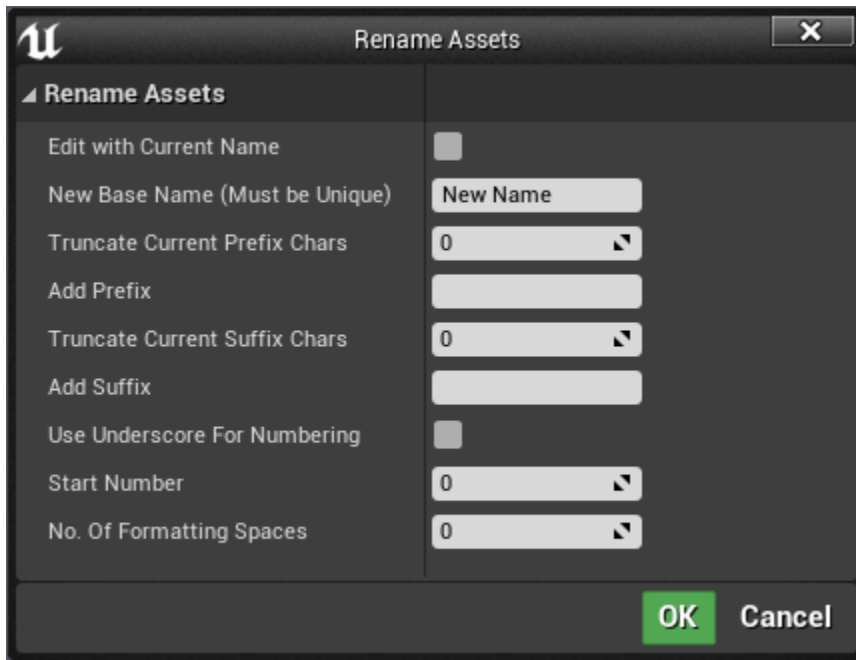 Rename Assets
Rename Assets
Edit with Current Name
New Base Name (Must be Unique) New Name
Truncate Current Prefix Chars 0
Add Prefix
Truncate Current Suffix Chars 0
Add Suffix
Use Underscore For Numbering
Start Number 0
No. Of Formatting Spaces 0
OK Cancel